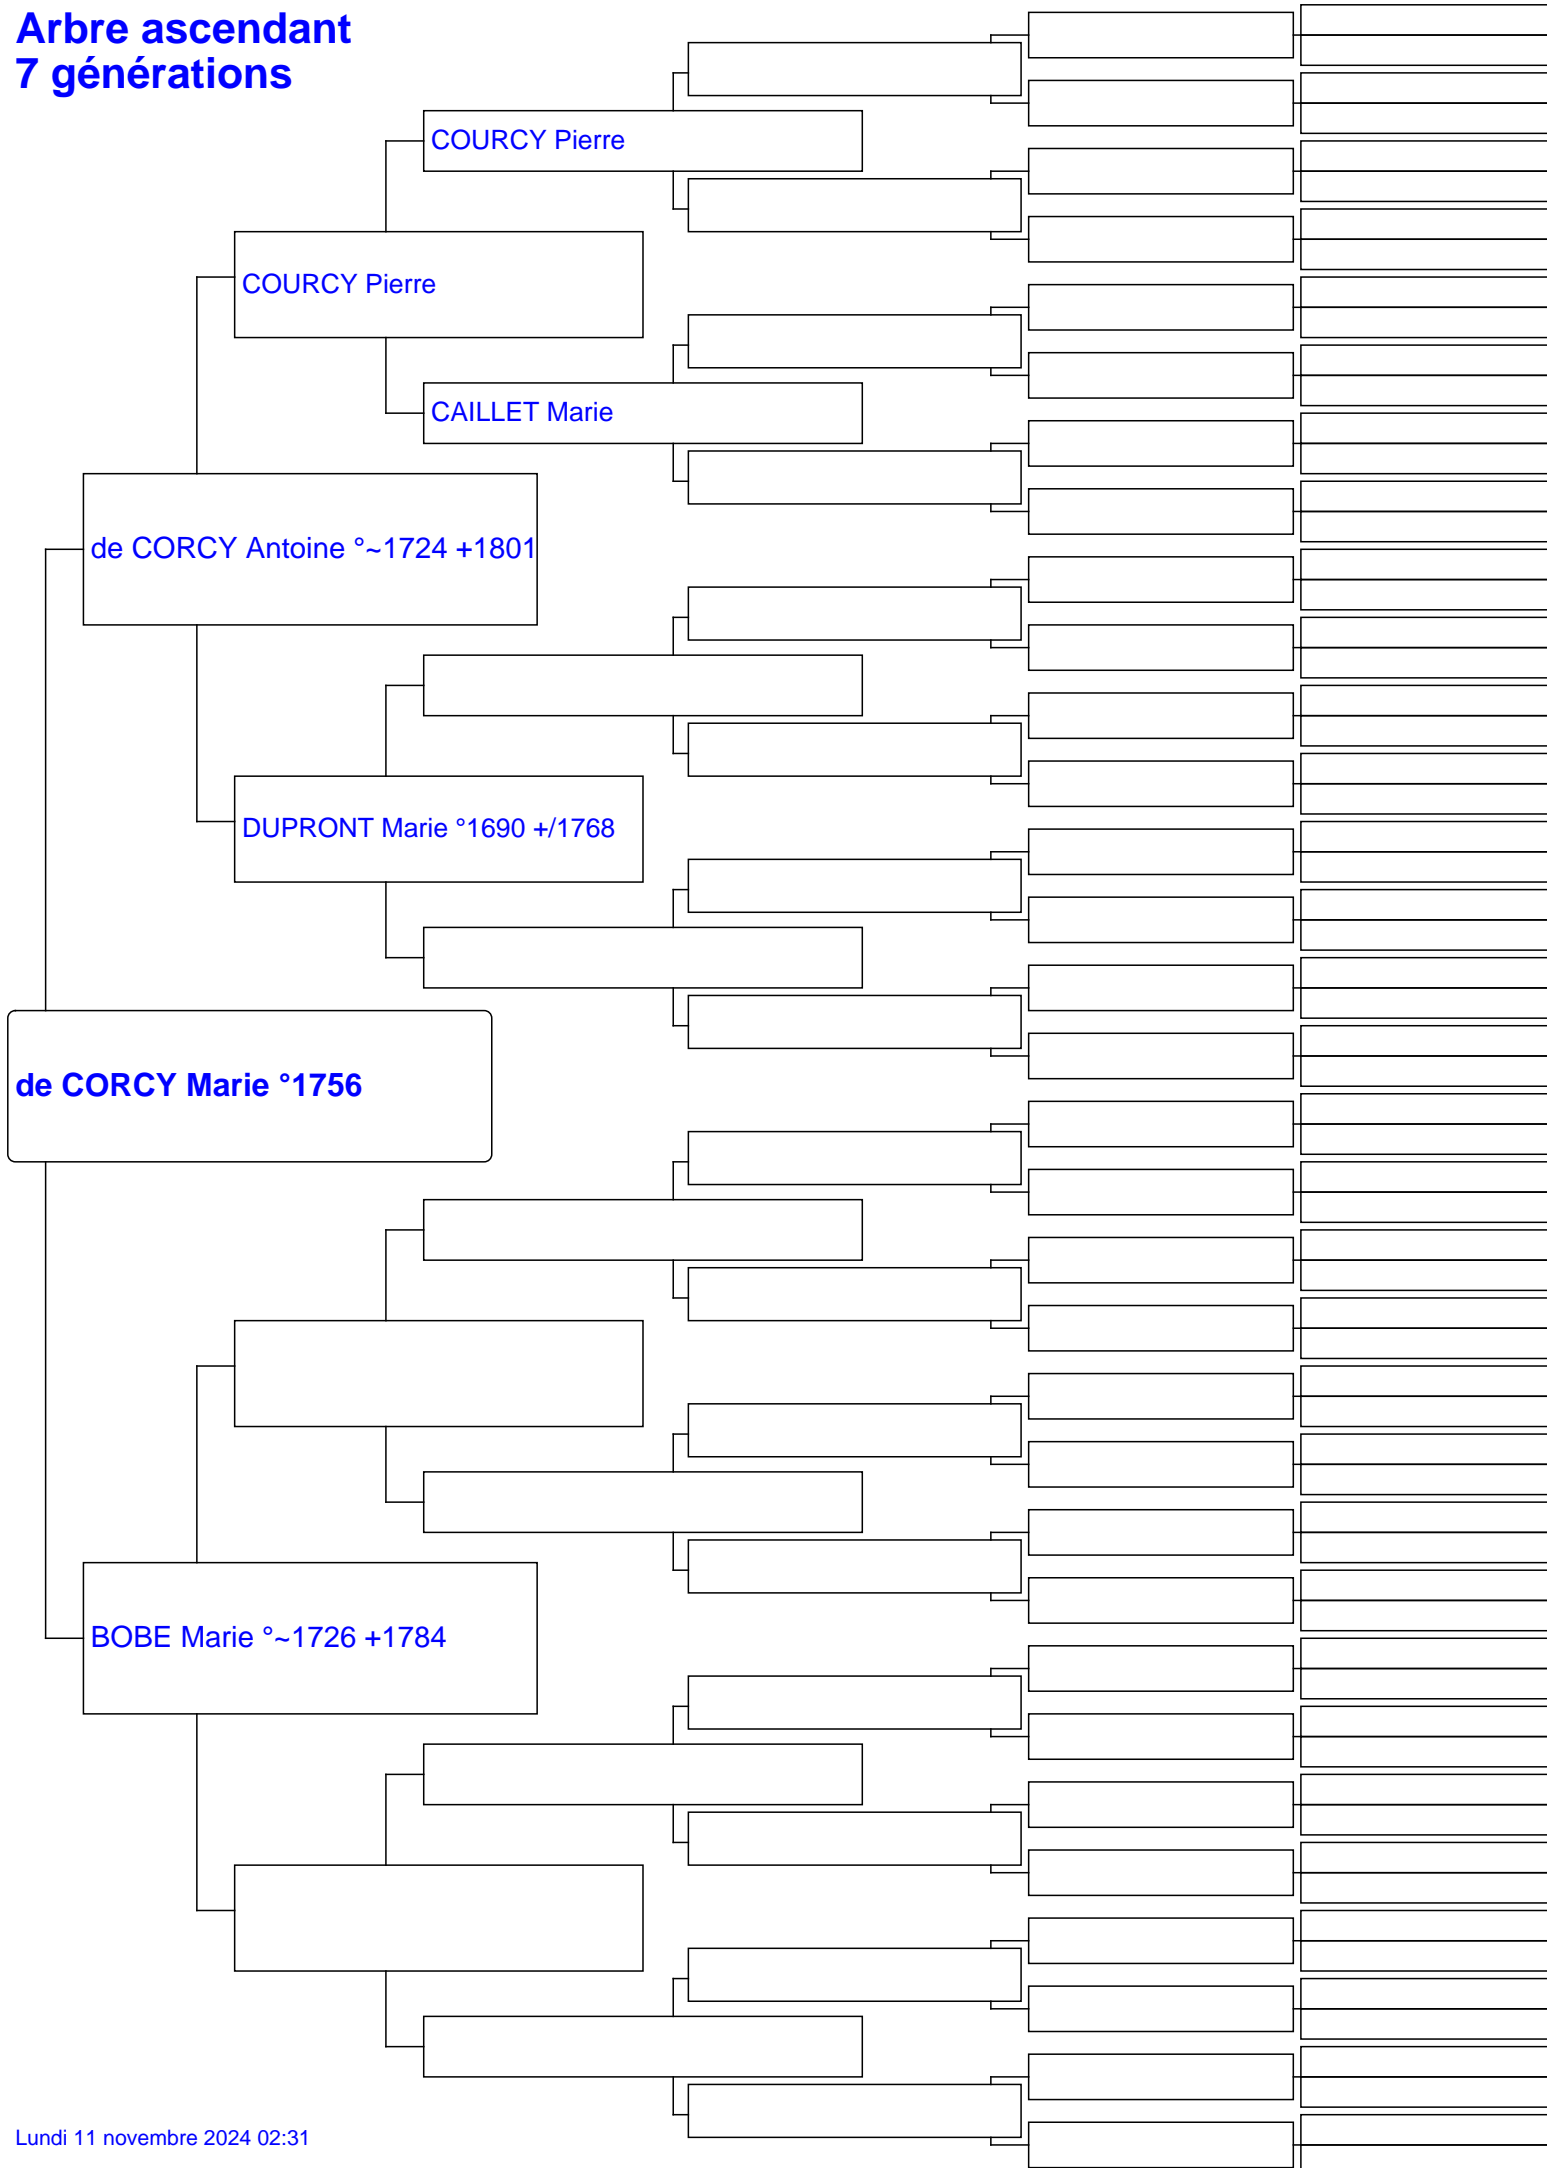 Arbre ascendant
7 générations
COURCY Pierre
COURCY Pierre
CAILLET Marie
de CORCY Antoine °~1724 +1801
DUPRONT Marie °1690 +/1768
de CORCY Marie °1756
BOBE Marie °~1726 +1784
Lundi 11 novembre 2024 02:31